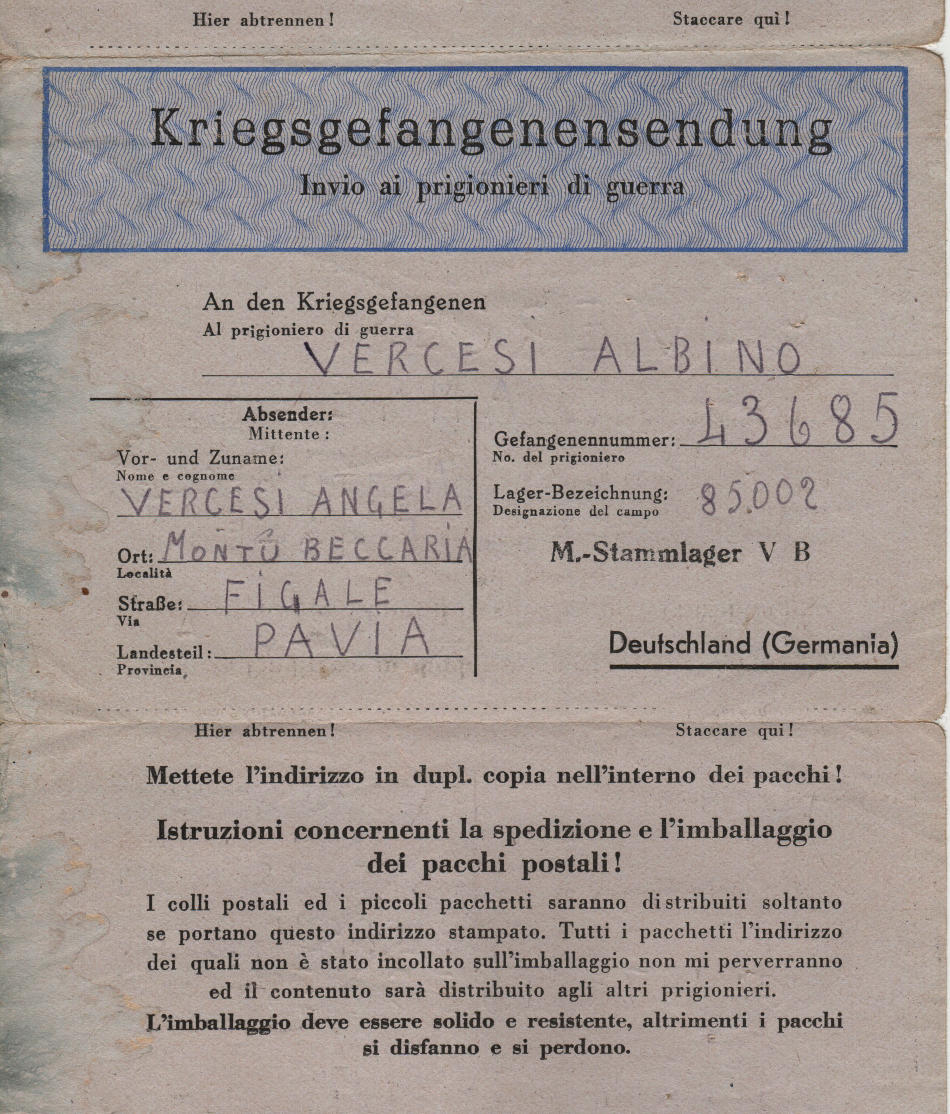 Hier abtrennen! Staccare quì!
Kriegsgefangenensendung
Invio ai prigionieri di guerra
An den Kriegsgefangenen
Al prigioniero di guerra
VERCESI ALBINO
Absender:
Mittente:
Vor- und Zuname:
Nome e cognome
VERCESI ANGELA
Ort: MONTÙ BECCARIA
Località
Straße: FIGALE
Via
Landesteil: PAVIA
Provincia
Gefangenennummer: 43685
No. del prigioniero
Lager-Bezeichnung: 85.002
Designazione del campo
M.-Stammlager V B
Deutschland (Germania)
Hier abtrennen! Staccare qui!
Mettete l'indirizzo in dupl. copia nell'interno dei pacchi!
Istruzioni concernenti la spedizione e l'imballaggio
dei pacchi postali!
I colli postali ed i piccoli pacchetti saranno distribuiti soltanto
se portano questo indirizzo stampato. Tutti i pacchetti l'indirizzo
dei quali non è stato incollato sull'imballaggio non mi perverranno
ed il contenuto sarà distribuito agli altri prigionieri.
L'imballaggio deve essere solido e resistente, altrimenti i pacchi
si disfanno e si perdono.